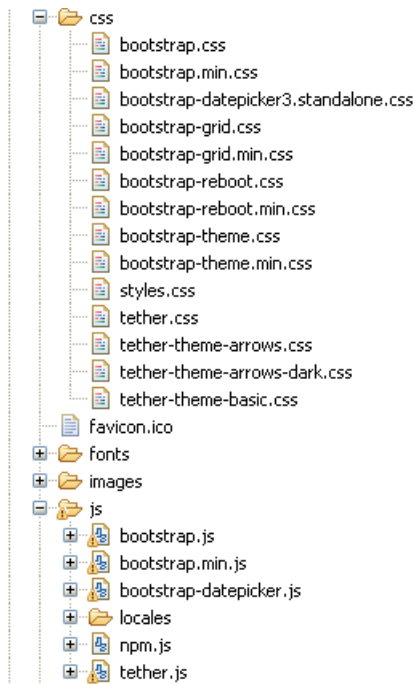 css
bootstrap.css
bootstrap.min.css
bootstrap-datepicker3.standalone.css
bootstrap-grid.css
bootstrap-grid.min.css
bootstrap-reboot.css
bootstrap-reboot.min.css
bootstrap-theme.css
bootstrap-theme.min.css
styles.css
tether.css
tether-theme-arrows.css
tether-theme-arrows-dark.css
tether-theme-basic.css
favicon.ico
fonts
images
js
bootstrap.js
bootstrap.min.js
bootstrap-datepicker.js
locales
npm.js
tether.js